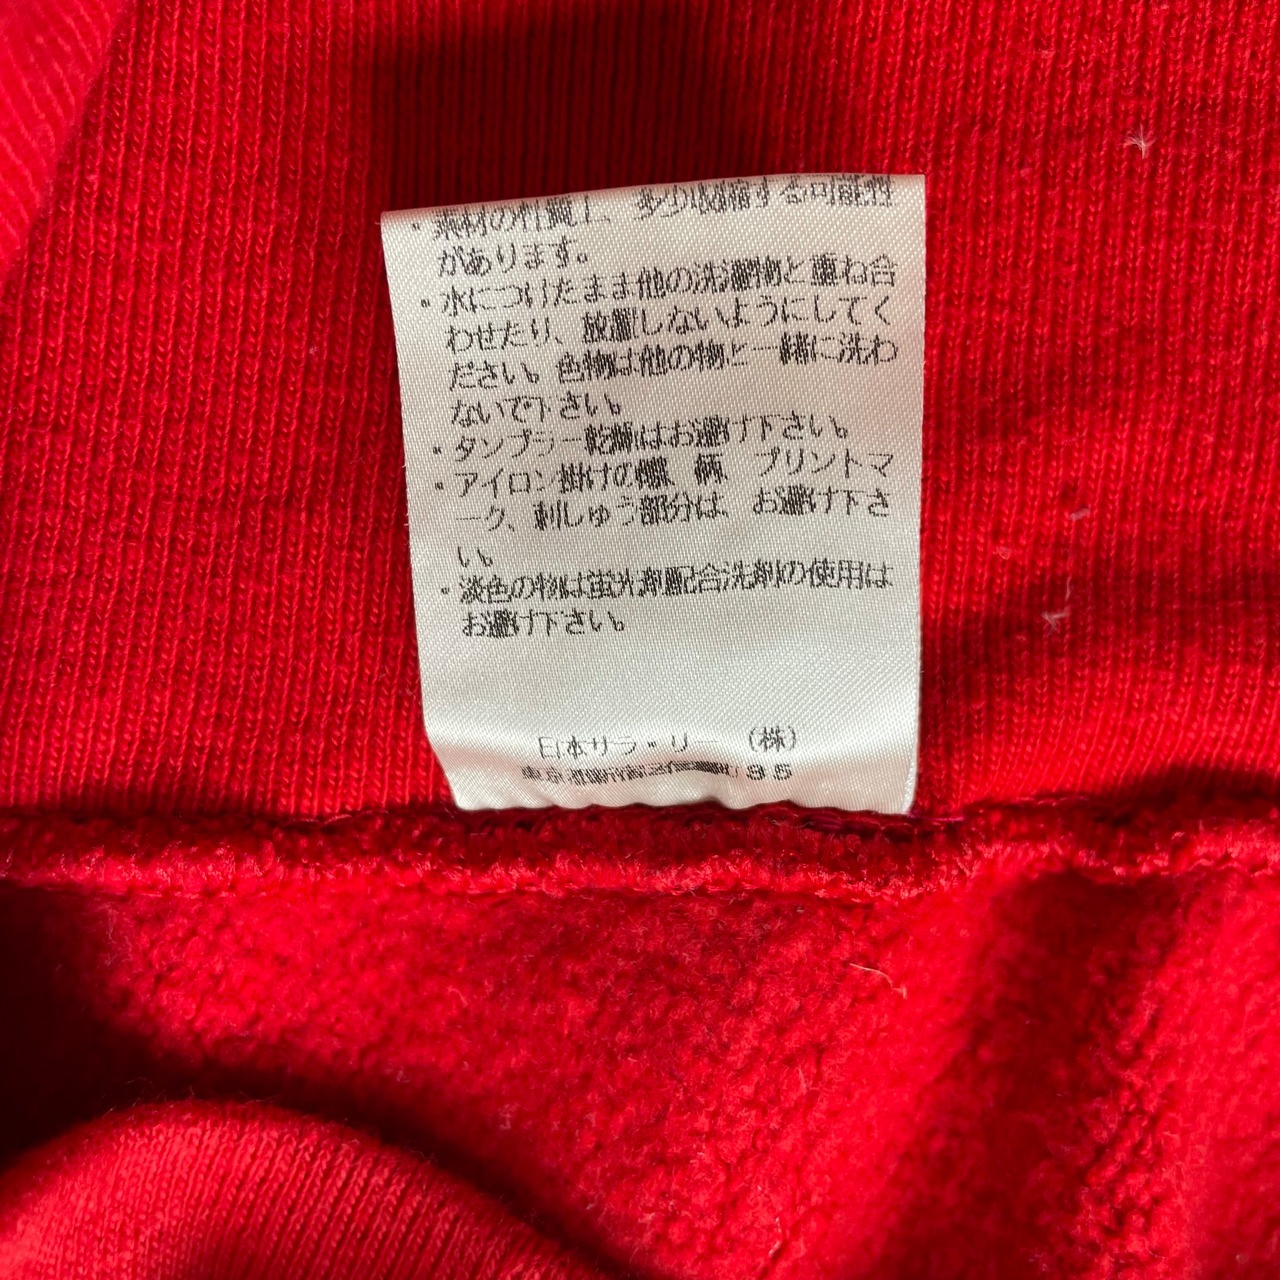 ・素材の性質上、多少収縮する可能性
があります。
・水につけたまま他の洗濯物と重ね合
わせたり、放置しないようにしてく
ださい。色物は他の物と一緒に洗わ
ないで下さい。
・タンブラー乾燥はお避け下さい。
・アイロン掛けの際、柄、プリントマ
ーク、刺しゅう部分は、お避け下さ
い。
・淡色の物は蛍光剤配合洗剤の使用は
お避け下さい。
日本サラ・リー (株)